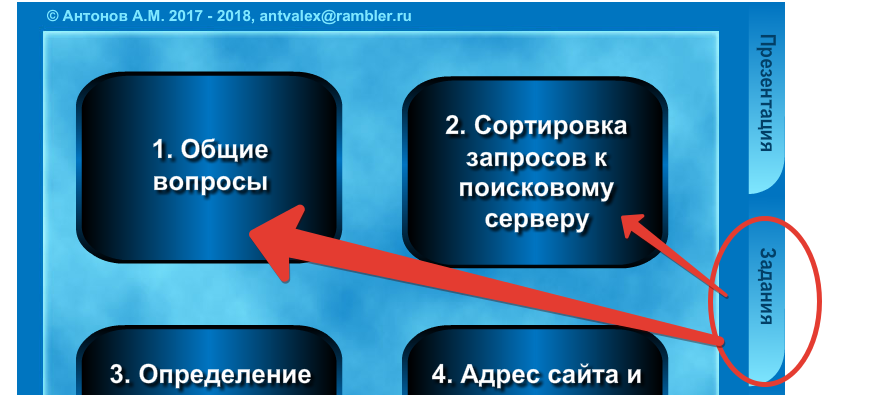 © Антонов А.М. 2017 - 2018, antvalex@rambler.ru
1. Общие
вопросы
2. Сортировка
запросов к
поисковому
серверу
3. Определение
4. Адрес сайта и
Презентация
Задания